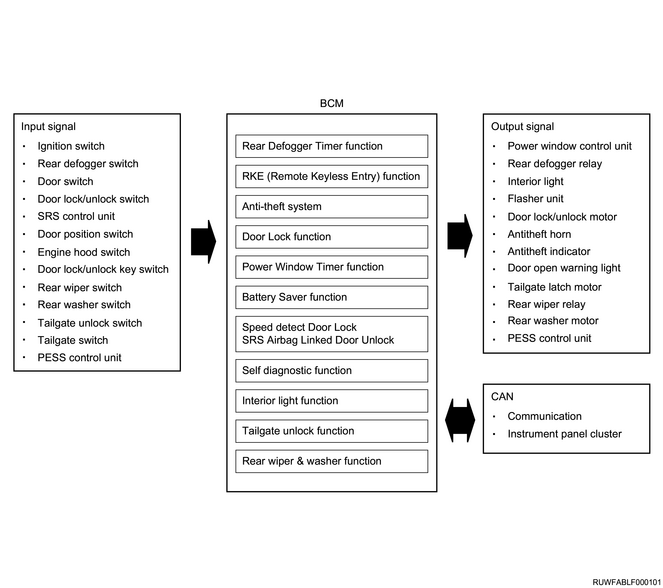 BCM
Input signal
· Ignition switch
· Rear defogger switch
· Door switch
· Door lock/unlock switch
· SRS control unit
· Door position switch
· Engine hood switch
· Door lock/unlock key switch
· Rear wiper switch
· Rear washer switch
· Tailgate unlock switch
· Tailgate switch
· PESS control unit
Rear Defogger Timer function
RKE (Remote Keyless Entry) function
Anti-theft system
Door Lock function
Power Window Timer function
Battery Saver function
Speed detect Door Lock
SRS Airbag Linked Door Unlock
Self diagnostic function
Interior light function
Tailgate unlock function
Rear wiper & washer function
Output signal
· Power window control unit
· Rear defogger relay
· Interior light
· Flasher unit
· Door lock/unlock motor
· Antitheft horn
· Antitheft indicator
· Door open warning light
· Tailgate latch motor
· Rear wiper relay
· Rear washer motor
· PESS control unit
CAN
· Communication
· Instrument panel cluster
RUWFABLF000101